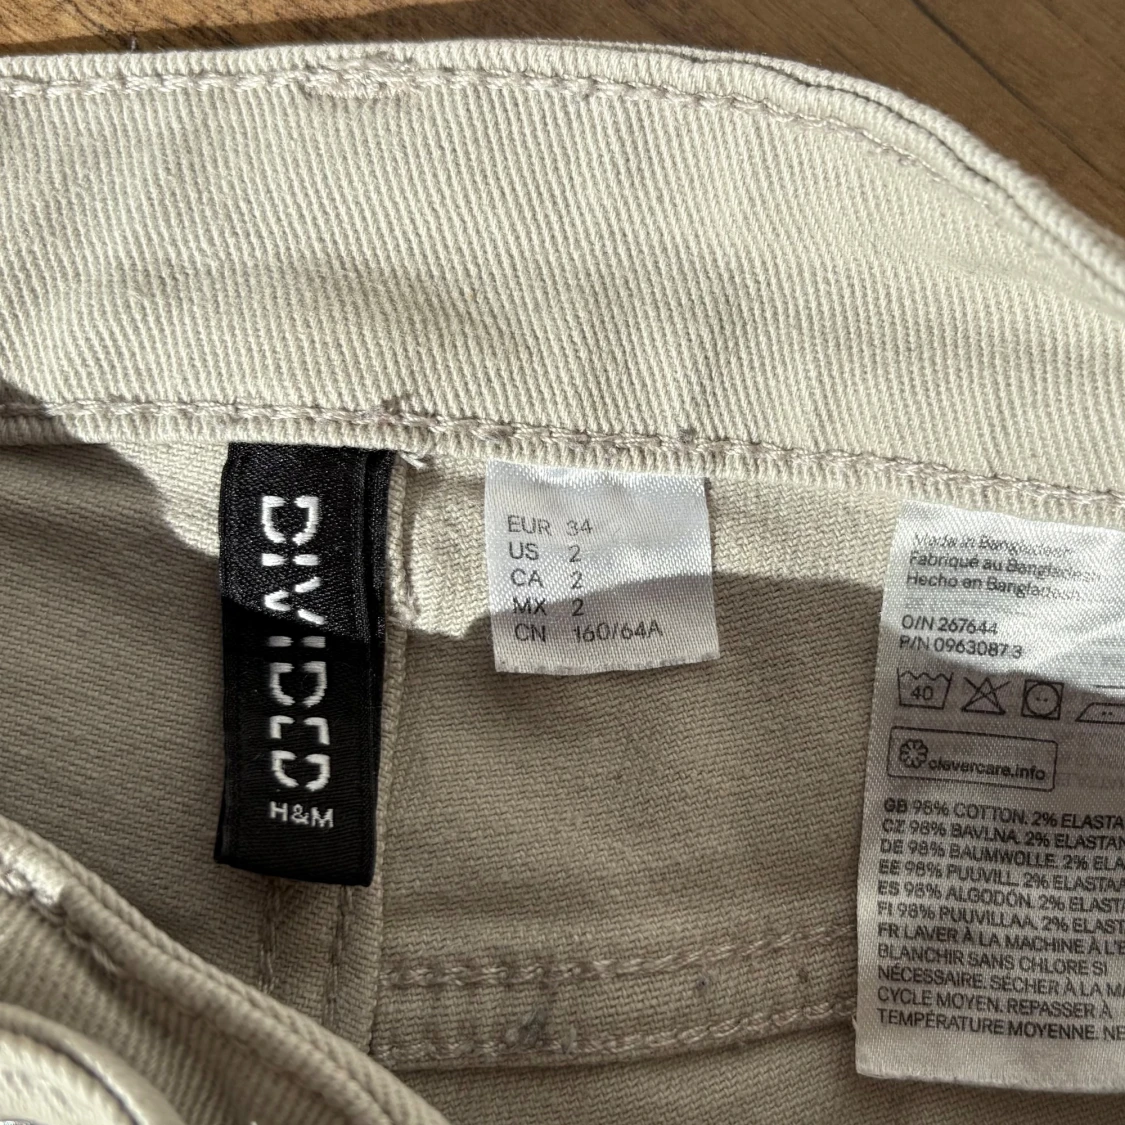 DIVIDED
H&M
EUR 34
US 2
CA 2
MX 2
CN 160/64A
Made in Bangladesh
Fabriqué au Bangladesh
Hecho en Bangladesh
O/N 267644
P/N 0963087.3
40
clevercare.info
GB 98% COTTON. 2% ELASTA
CZ 98% BAVLNA. 2% ELASTAN
DE 98% BAUMWOLLE. 2% ELA
EE 98% PUUVILL. 2% ELASTAA
ES 98% ALGODÓN. 2% ELAST
FI 98% PUUVILLAA. 2% ELAST
FR LAVER À LA MACHINE À L'E
BLANCHIR SANS CHLORE SI
NÉCESSAIRE. SÉCHER À LA MA
CYCLE MOYEN. REPASSER À
TEMPÉRATURE MOYENNE. NE